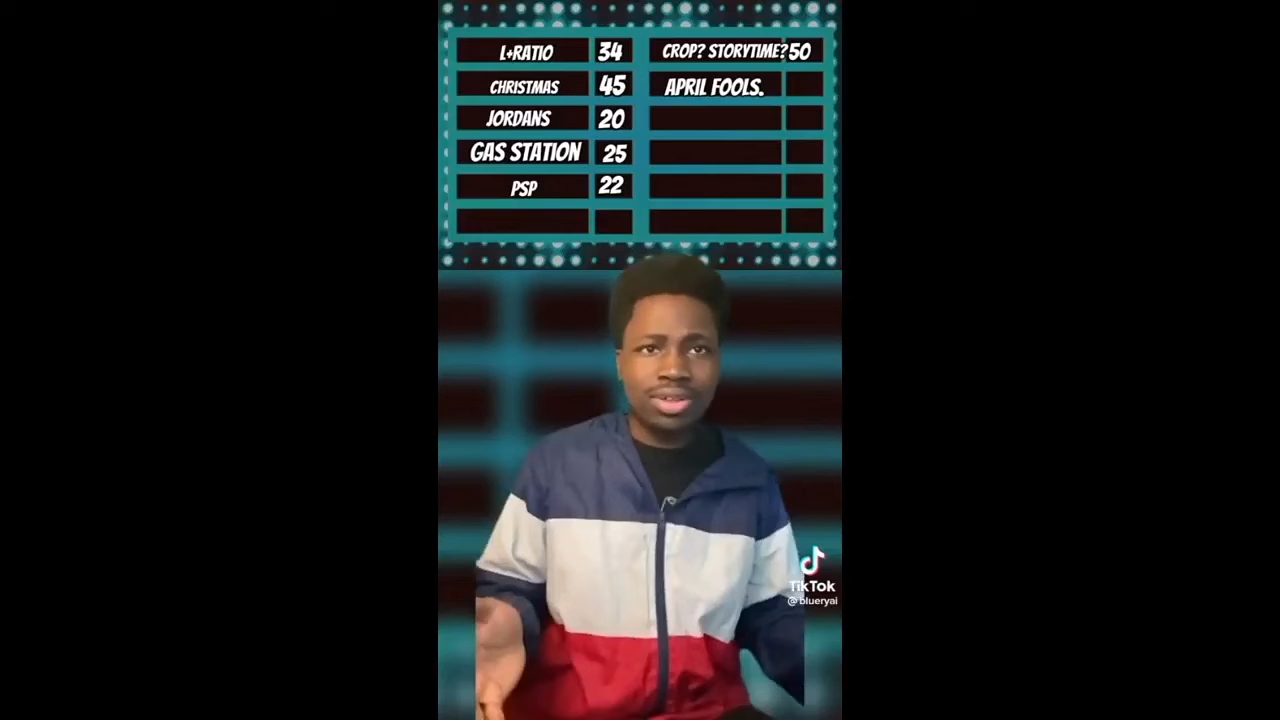 L+RATIO 34
CHRISTMAS 45
JORDANS 20
GAS STATION 25
PSP 22
CROP? STORYTIME? 50
APRIL FOOLS.
TikTok
@blueryai